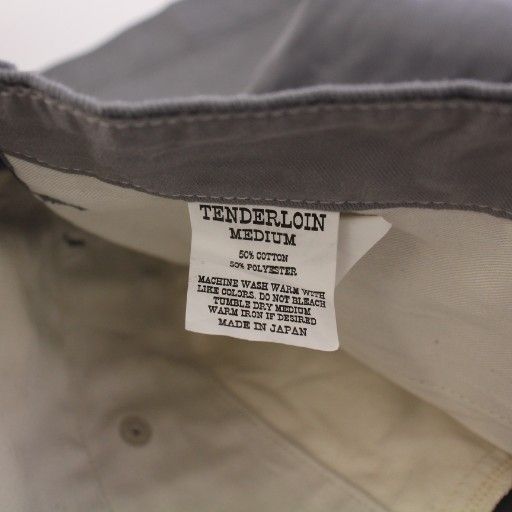 TENDERLOIN
MEDIUM
50% COTTON
50% POLYESTER
MACHINE WASH WARM WITH
LIKE COLORS. DO NOT BLEACH
TUMBLE DRY MEDIUM
WARM IRON IF DESIRED
MADE IN JAPAN